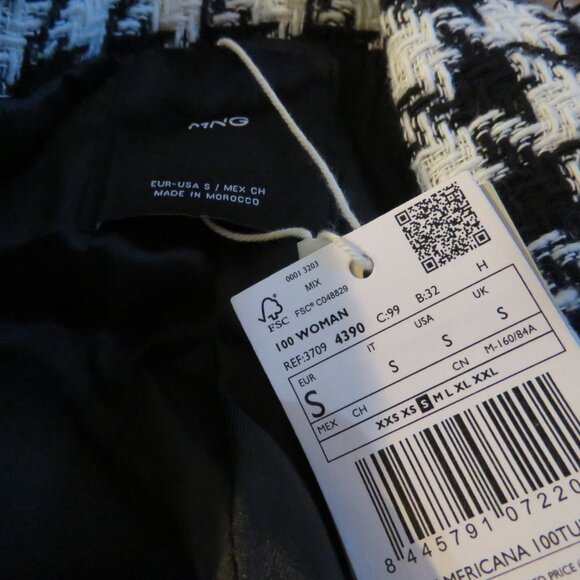 MNG
EUR-USA S / MEX CH
MADE IN MOROCCO
0001 3203
MIX
FSC® C048829
FSC
100 WOMAN C:99 B:32 H
REF:3709 4390
EUR IT USA UK
S S S S
MEX CH CN M-160/84A
XXS XS S M L XL XXL
8 445791 07220
MERICANA 100TU
PRICE